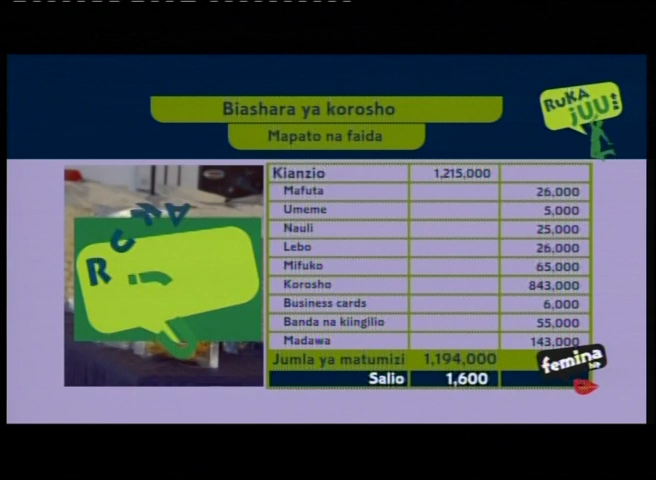 Biashara ya korosho
Mapato na faida
RUKA
JUU!
Kianzio 1,215,000
Mafuta 26,000
Umeme 5,000
Nauli 25,000
Lebo 26,000
Mifuko 65,000
Korosho 843,000
Business cards 6,000
Banda na kiingilio 55,000
Madawa 143,000
Jumla ya matumizi 1,194,000
Salio 1,600
RUKA
J
femina
hip